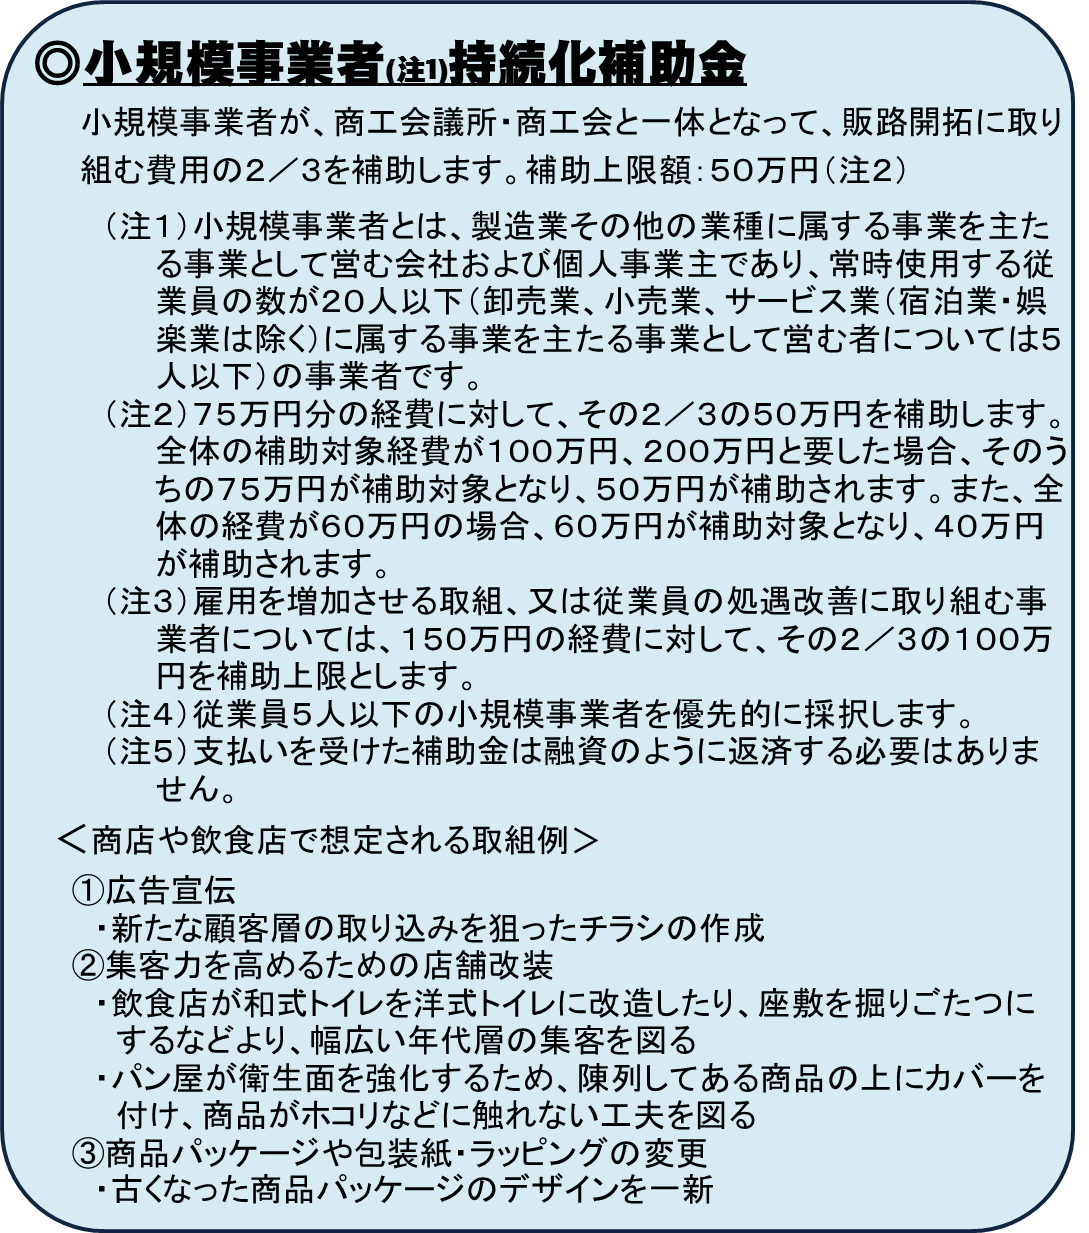 ◎小規模事業者(注1)持続化補助金
小規模事業者が、商工会議所・商工会と一体となって、販路開拓に取り
組む費用の２／３を補助します。補助上限額：５０万円（注２）
（注１）小規模事業者とは、製造業その他の業種に属する事業を主た
る事業として営む会社および個人事業主であり、常時使用する従
業員の数が２０人以下（卸売業、小売業、サービス業（宿泊業・娯
楽業は除く）に属する事業を主たる事業として営む者については５
人以下）の事業者です。
（注２）７５万円分の経費に対して、その２／３の５０万円を補助します。
全体の補助対象経費が１００万円、２００万円と要した場合、そのう
ちの７５万円が補助対象となり、５０万円が補助されます。また、全
体の経費が６０万円の場合、６０万円が補助対象となり、４０万円
が補助されます。
（注３）雇用を増加させる取組、又は従業員の処遇改善に取り組む事
業者については、１５０万円の経費に対して、その２／３の１００万
円を補助上限とします。
（注４）従業員５人以下の小規模事業者を優先的に採択します。
（注５）支払いを受けた補助金は融資のように返済する必要はありま
せん。
＜商店や飲食店で想定される取組例＞
①広告宣伝
・新たな顧客層の取り込みを狙ったチラシの作成
②集客力を高めるための店舗改装
・飲食店が和式トイレを洋式トイレに改造したり、座敷を掘りごたつに
するなどより、幅広い年代層の集客を図る
・パン屋が衛生面を強化するため、陳列してある商品の上にカバーを
付け、商品がホコリなどに触れない工夫を図る
③商品パッケージや包装紙・ラッピングの変更
・古くなった商品パッケージのデザインを一新